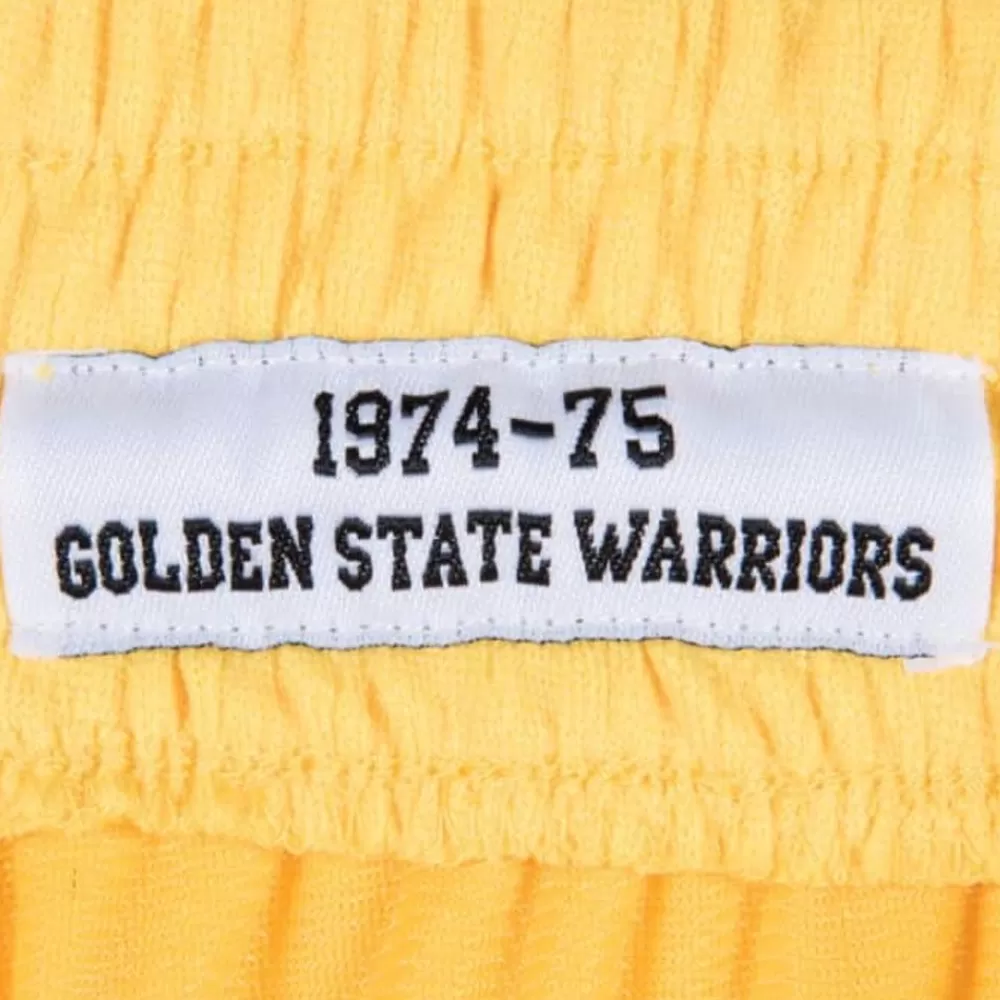 1974-75
GOLDEN STATE WARRIORS